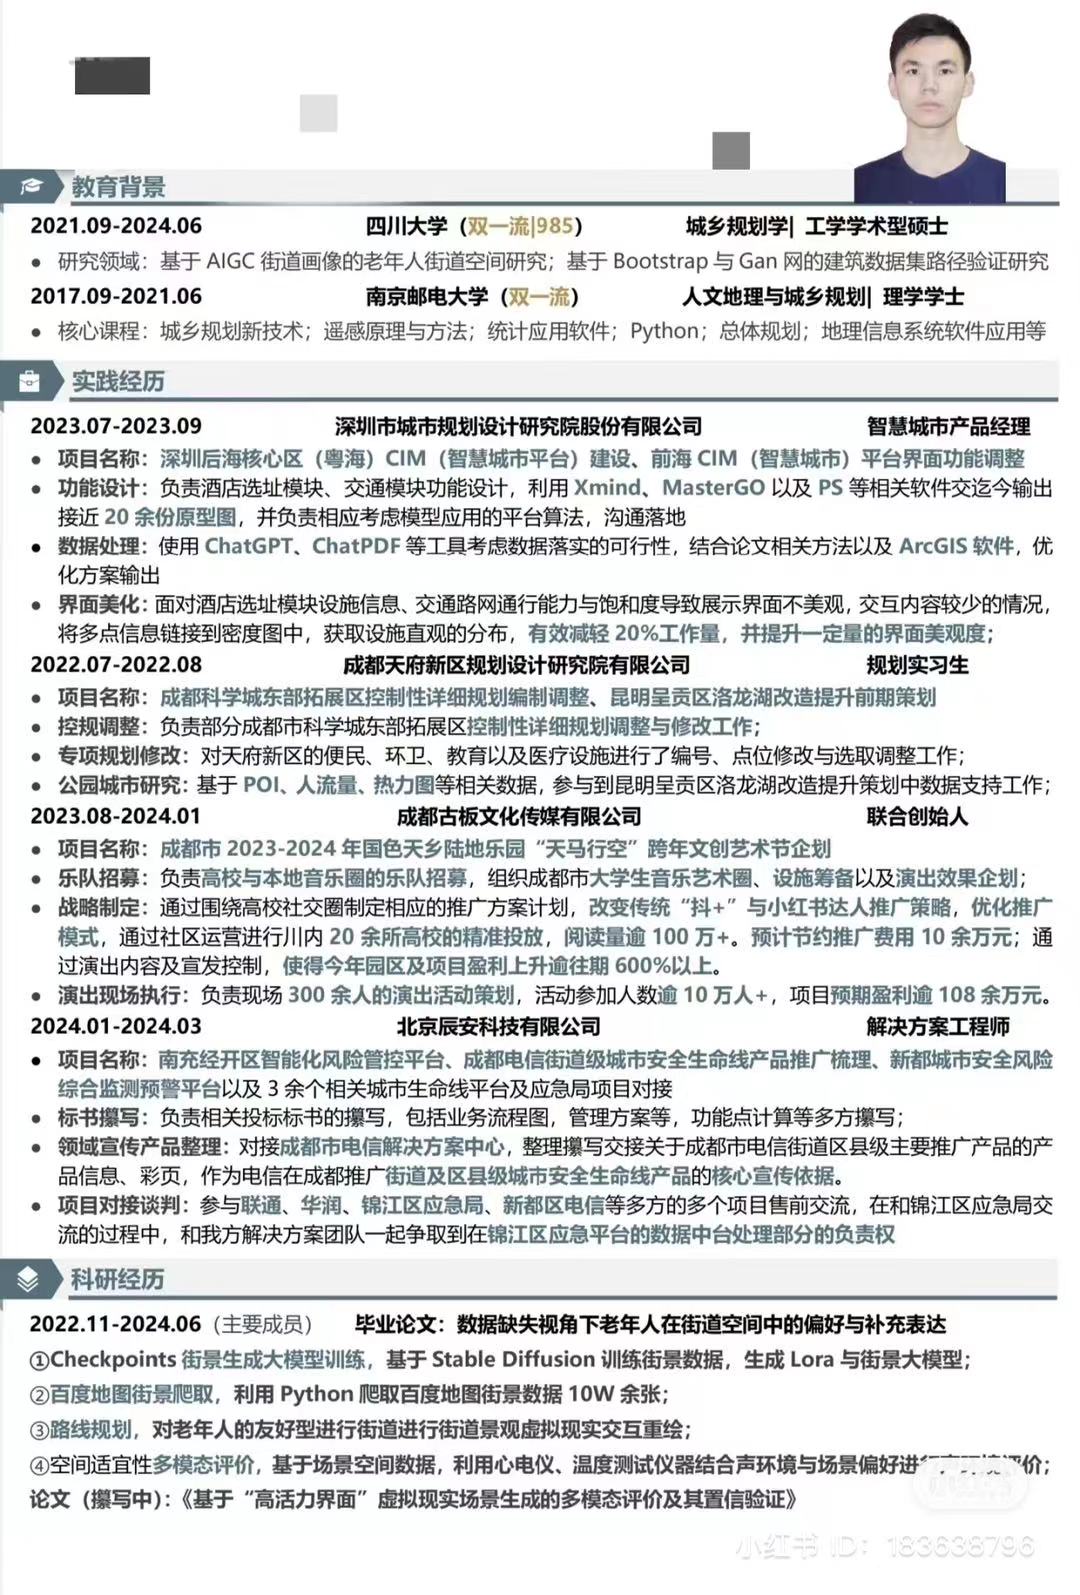 教育背景
2021.09-2024.06 四川大学（双一流|985） 城乡规划学| 工学学术型硕士
● 研究领域：基于 AIGC 街道画像的老年人街道空间研究；基于 Bootstrap 与 Gan 网的建筑数据集路径验证研究
2017.09-2021.06 南京邮电大学（双一流） 人文地理与城乡规划| 理学学士
● 核心课程：城乡规划新技术；遥感原理与方法；统计应用软件；Python；总体规划；地理信息系统软件应用等
实践经历
2023.07-2023.09 深圳市城市规划设计研究院股份有限公司 智慧城市产品经理
● 项目名称：深圳后海核心区（粤海）CIM（智慧城市平台）建设、前海 CIM（智慧城市）平台界面功能调整
● 功能设计：负责酒店选址模块、交通模块功能设计，利用 Xmind、MasterGO 以及 PS 等相关软件交迄今输出
接近 20 余份原型图，并负责相应考虑模型应用的平台算法，沟通落地
● 数据处理：使用 ChatGPT、ChatPDF 等工具考虑数据落实的可行性，结合论文相关方法以及 ArcGIS 软件，优
化方案输出
● 界面美化：面对酒店选址模块设施信息、交通路网通行能力与饱和度导致展示界面不美观，交互内容较少的情况，
将多点信息链接到密度图中，获取设施直观的分布，有效减轻 20%工作量，并提升一定量的界面美观度；
2022.07-2022.08 成都天府新区规划设计研究院有限公司 规划实习生
● 项目名称：成都科学城东部拓展区控制性详细规划编制调整、昆明呈贡区洛龙湖改造提升前期策划
● 控规调整：负责部分成都市科学城东部拓展区控制性详细规划调整与修改工作；
● 专项规划修改：对天府新区的便民、环卫、教育以及医疗设施进行了编号、点位修改与选取调整工作；
● 公园城市研究：基于 POI、人流量、热力图等相关数据，参与到昆明呈贡区洛龙湖改造提升策划中数据支持工作；
2023.08-2024.01 成都古板文化传媒有限公司 联合创始人
● 项目名称：成都市 2023-2024 年国色天乡陆地乐园“天马行空”跨年文创艺术节企划
● 乐队招募：负责高校与本地音乐圈的乐队招募，组织成都市大学生音乐艺术圈、设施筹备以及演出效果企划；
● 战略制定：通过围绕高校社交圈制定相应的推广方案计划，改变传统“抖+”与小红书达人推广策略，优化推广
模式，通过社区运营进行川内 20 余所高校的精准投放，阅读量逾 100 万+。预计节约推广费用 10 余万元；通
过演出内容及宣发控制，使得今年园区及项目盈利上升逾往期 600%以上。
● 演出现场执行：负责现场 300 余人的演出活动策划，活动参加人数逾 10 万人+，项目预期盈利逾 108 余万元。
2024.01-2024.03 北京辰安科技有限公司 解决方案工程师
● 项目名称：南充经开区智能化风险管控平台、成都电信街道级城市安全生命线产品推广梳理、新都城市安全风险
综合监测预警平台以及 3 余个相关城市生命线平台及应急局项目对接
● 标书攥写：负责相关投标标书的攥写，包括业务流程图，管理方案等，功能点计算等多方攥写；
● 领域宣传产品整理：对接成都市电信解决方案中心，整理攥写交接关于成都市电信街道区县级主要推广产品的产
品信息、彩页，作为电信在成都推广街道及区县级城市安全生命线产品的核心宣传依据。
● 项目对接谈判：参与联通、华润、锦江区应急局、新都区电信等多方的多个项目售前交流，在和锦江区应急局交
流的过程中，和我方解决方案团队一起争取到在锦江区应急平台的数据中台处理部分的负责权
科研经历
2022.11-2024.06（主要成员） 毕业论文：数据缺失视角下老年人在街道空间中的偏好与补充表达
①Checkpoints 街景生成大模型训练，基于 Stable Diffusion 训练街景数据，生成 Lora 与街景大模型；
②百度地图街景爬取，利用 Python 爬取百度地图街景数据 10W 余张；
③路线规划，对老年人的友好型进行街道进行街道景观虚拟现实交互重绘；
④空间适宜性多模态评价，基于场景空间数据，利用心电仪、温度测试仪器结合声环境与场景偏好进行评价；
论文（攥写中）：《基于“高活力界面”虚拟现实场景生成的多模态评价及其置信验证》
小红书 ID：183638796